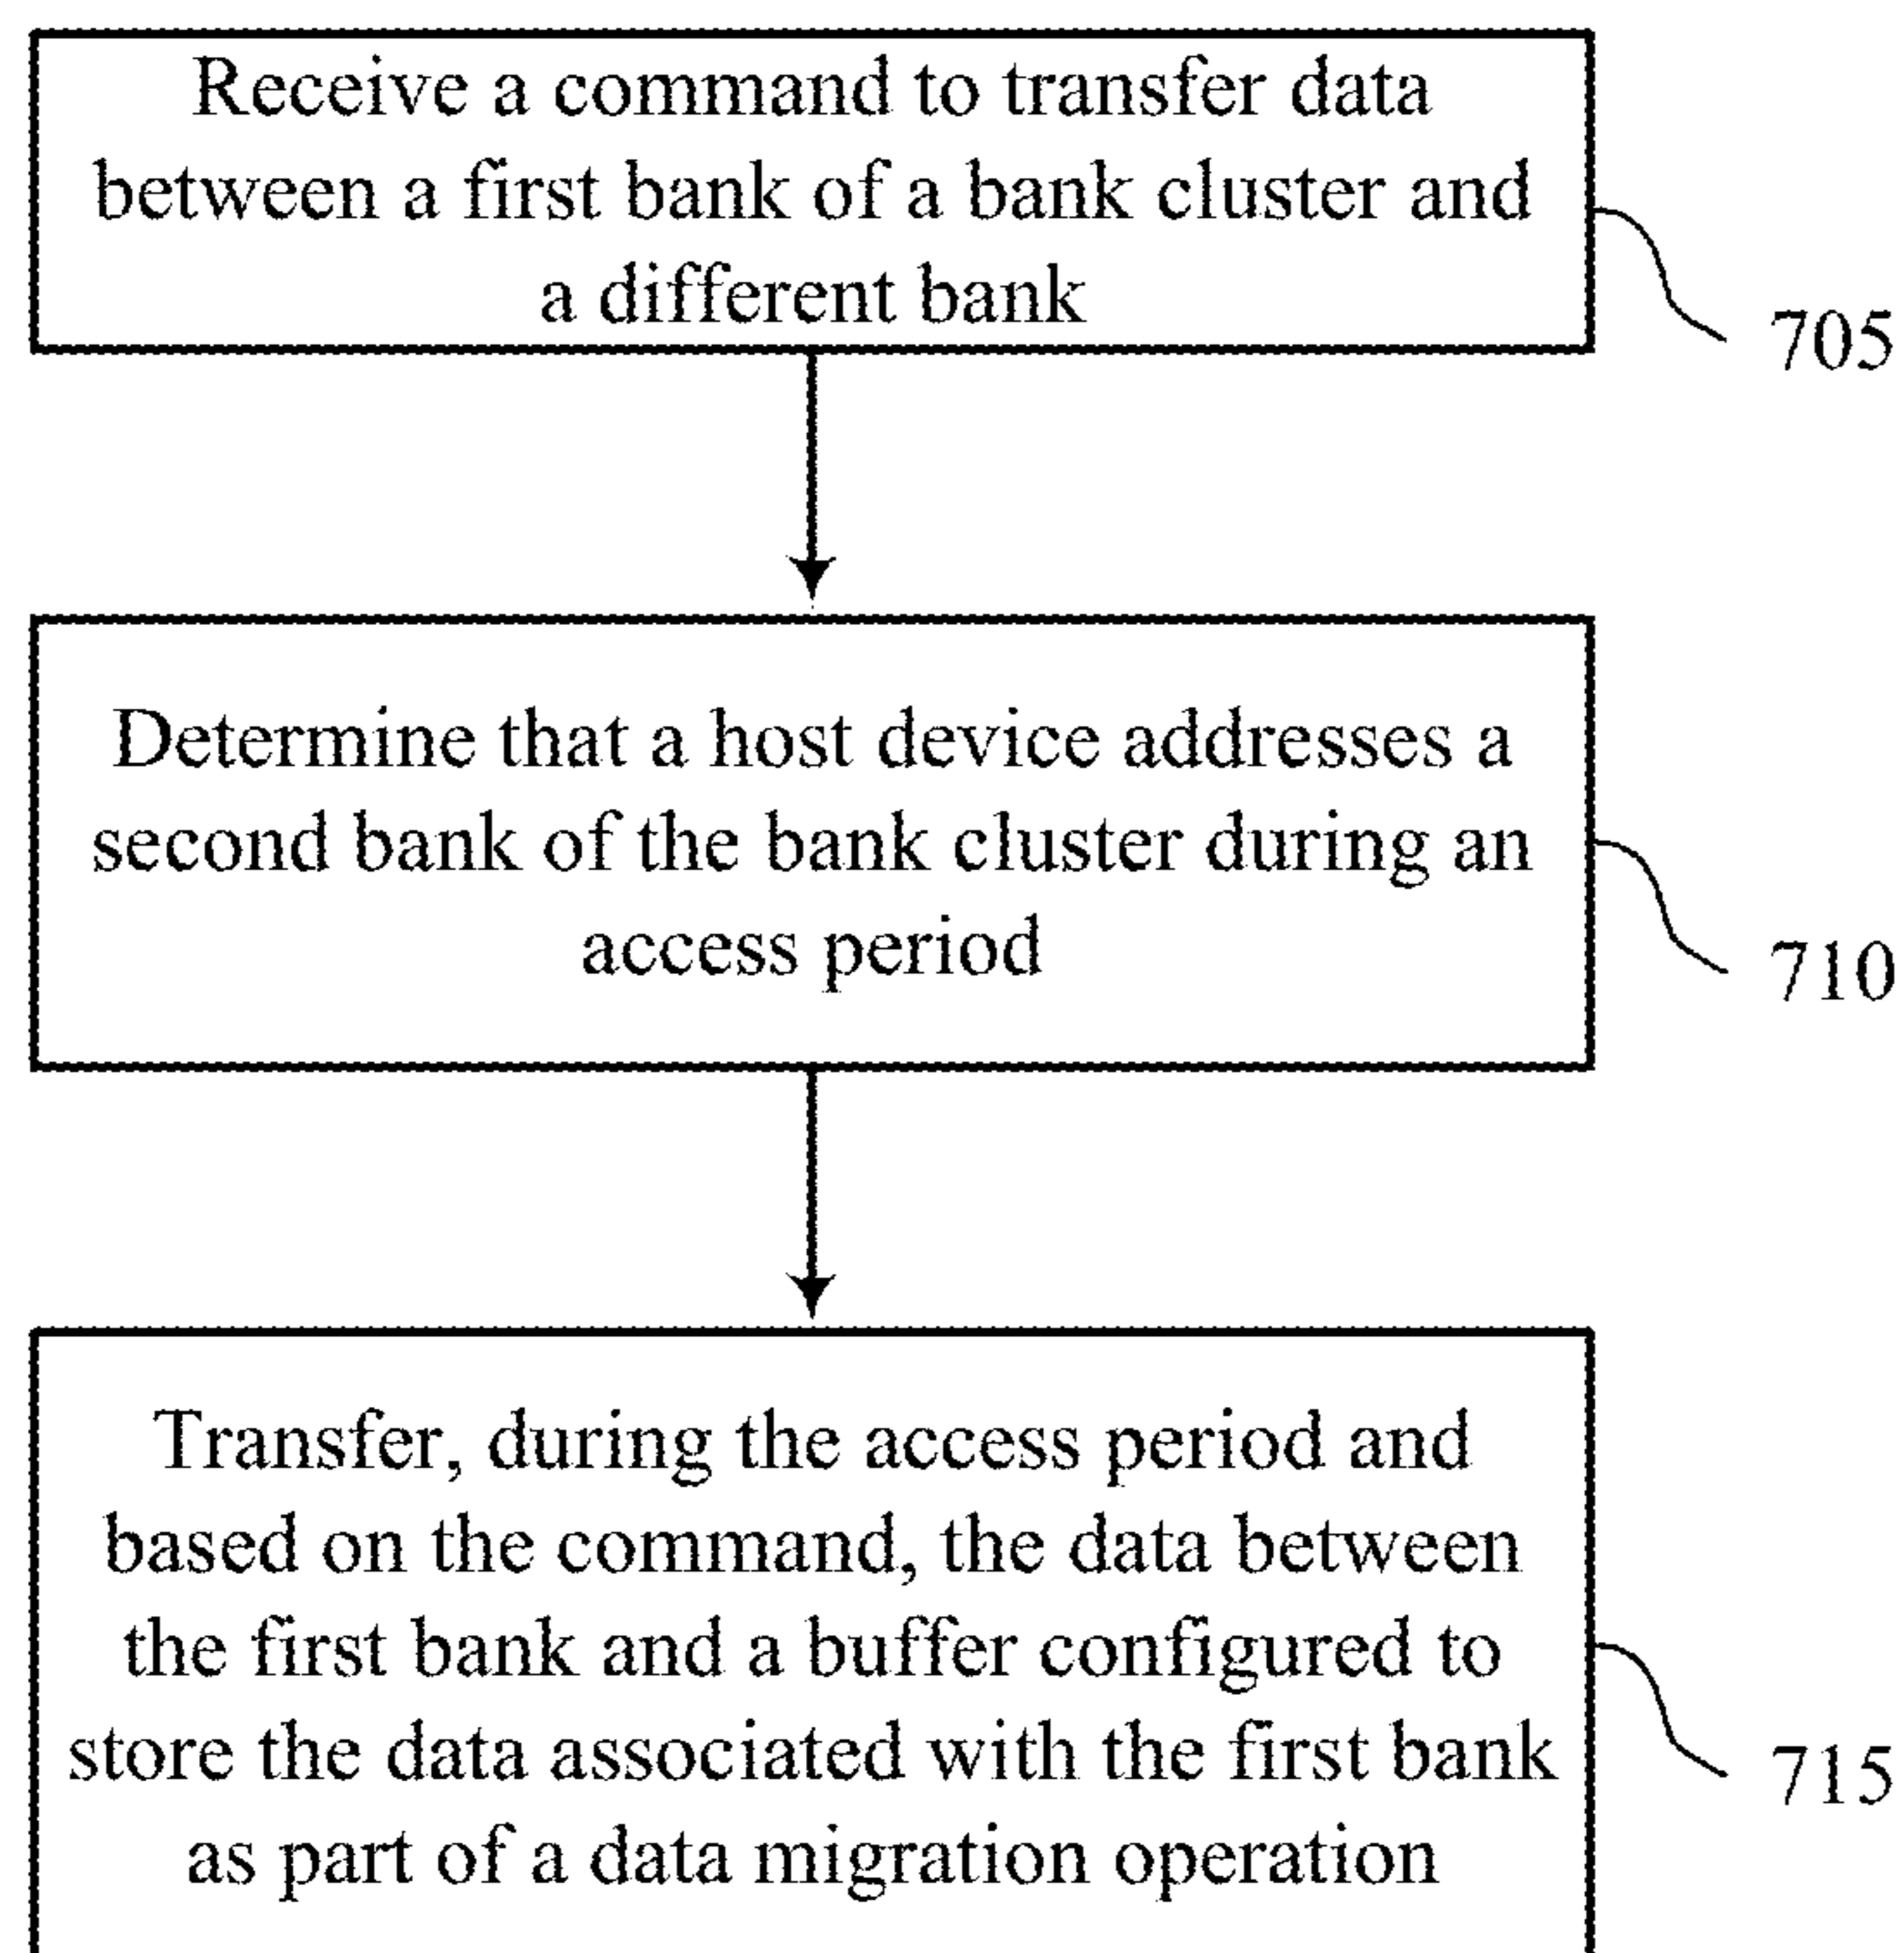 Receive a command to transfer data
between a first bank of a bank cluster and
a different bank
705
Determine that a host device addresses a
second bank of the bank cluster during an
access period
710
Transfer, during the access period and
based on the command, the data between
the first bank and a buffer configured to
store the data associated with the first bank
as part of a data migration operation
715